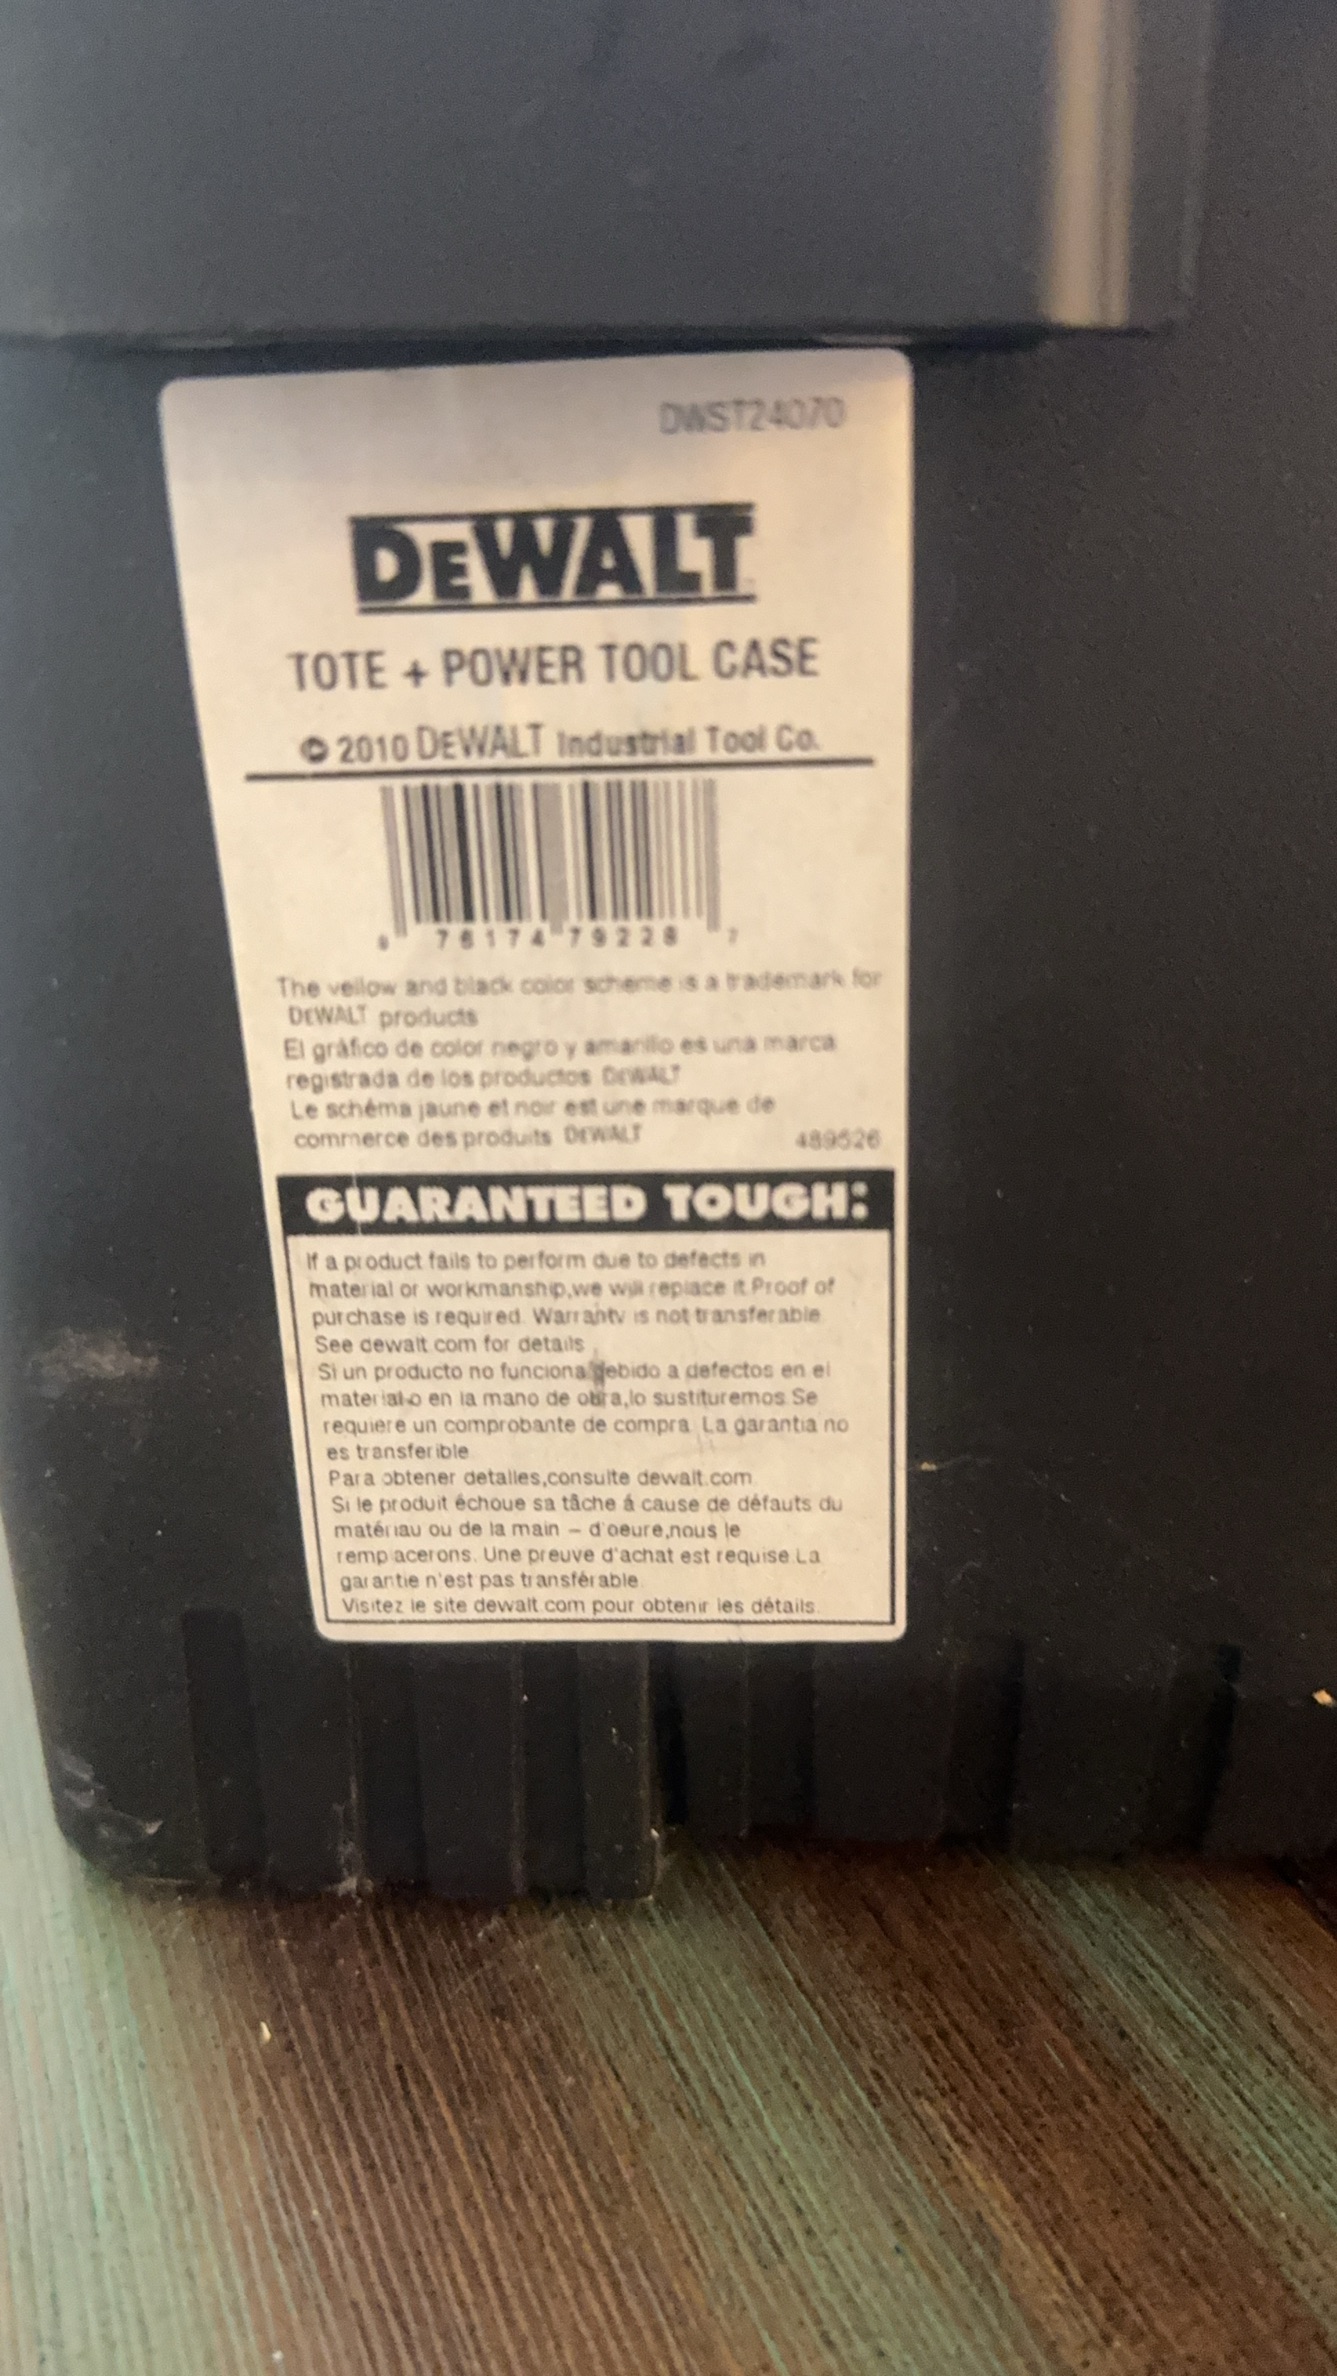 DWST24070
DEWALT
TOTE + POWER TOOL CASE
© 2010 DEWALT Industrial Tool Co.
76174 79228 7
The yellow and black color scheme is a trademark for
DEWALT products
El gráfico de color negro y amarillo es una marca
registrada de los productos DEWALT
Le schéma jaune et noir est une marque de
commerce des produits DEWALT 489526
GUARANTEED TOUGH:
If a product fails to perform due to defects in
material or workmanship,we will replace it.Proof of
purchase is required. Warranty is not transferable.
See dewalt.com for details.
Si un producto no funciona debido a defectos en el
material o en la mano de obra,lo sustituremos.Se
requiere un comprobante de compra. La garantia no
es transferible.
Para obtener detalles,consulte dewalt.com.
Si le produit échoue sa tâche á cause de défauts du
matériau ou de la main – d'oeure,nous le
remplacerons. Une preuve d'achat est requise.La
garantie n'est pas transférable.
Visitez le site dewalt.com pour obtenir les détails.